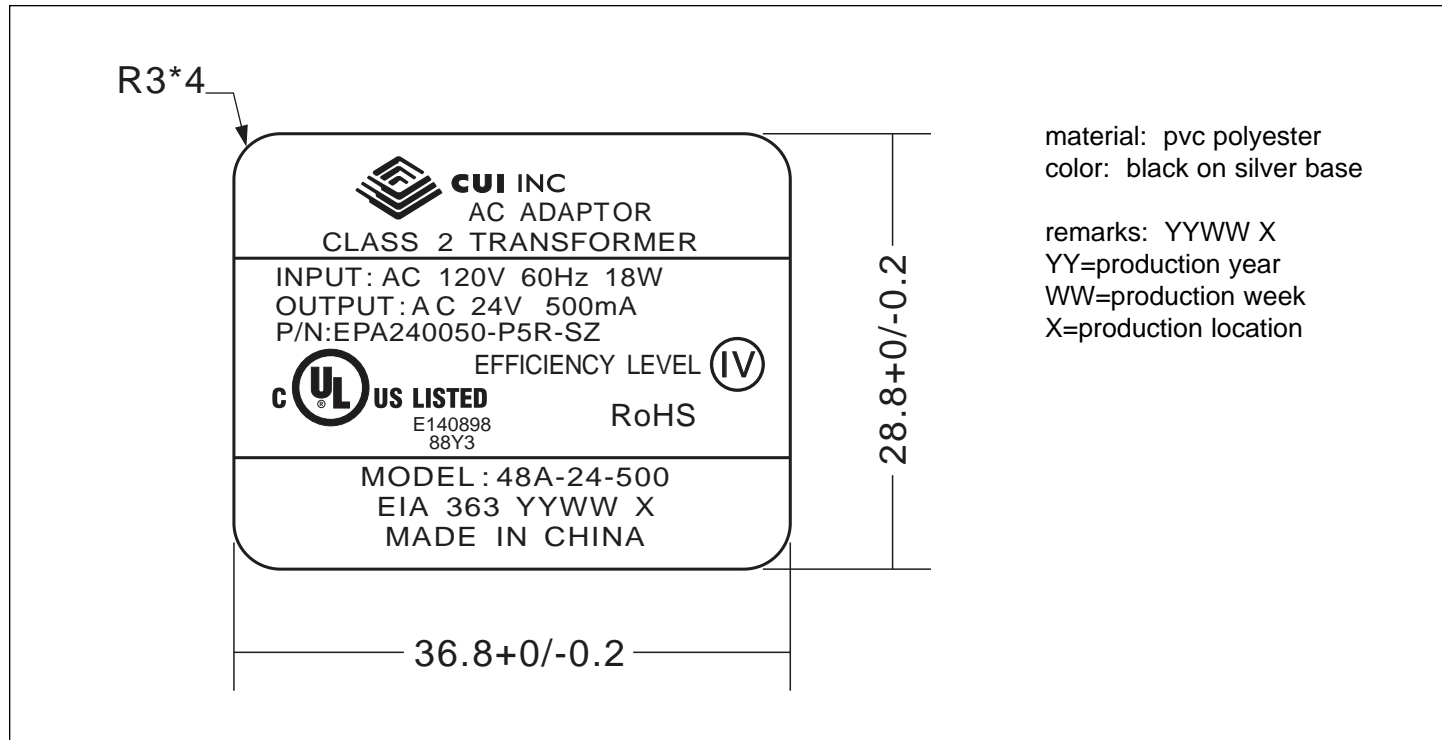 R3*4
CUI INC
AC ADAPTOR
CLASS 2 TRANSFORMER
INPUT: AC 120V 60Hz 18W
OUTPUT: AC 24V 500mA
P/N:EPA240050-P5R-SZ
EFFICIENCY LEVEL IV
C UL ® US LISTED
E140898
88Y3
RoHS
MODEL: 48A-24-500
EIA 363 YYWW X
MADE IN CHINA
36.8+0/-0.2
28.8+0/-0.2
material: pvc polyester
color: black on silver base
remarks: YYWW X
YY=production year
WW=production week
X=production location